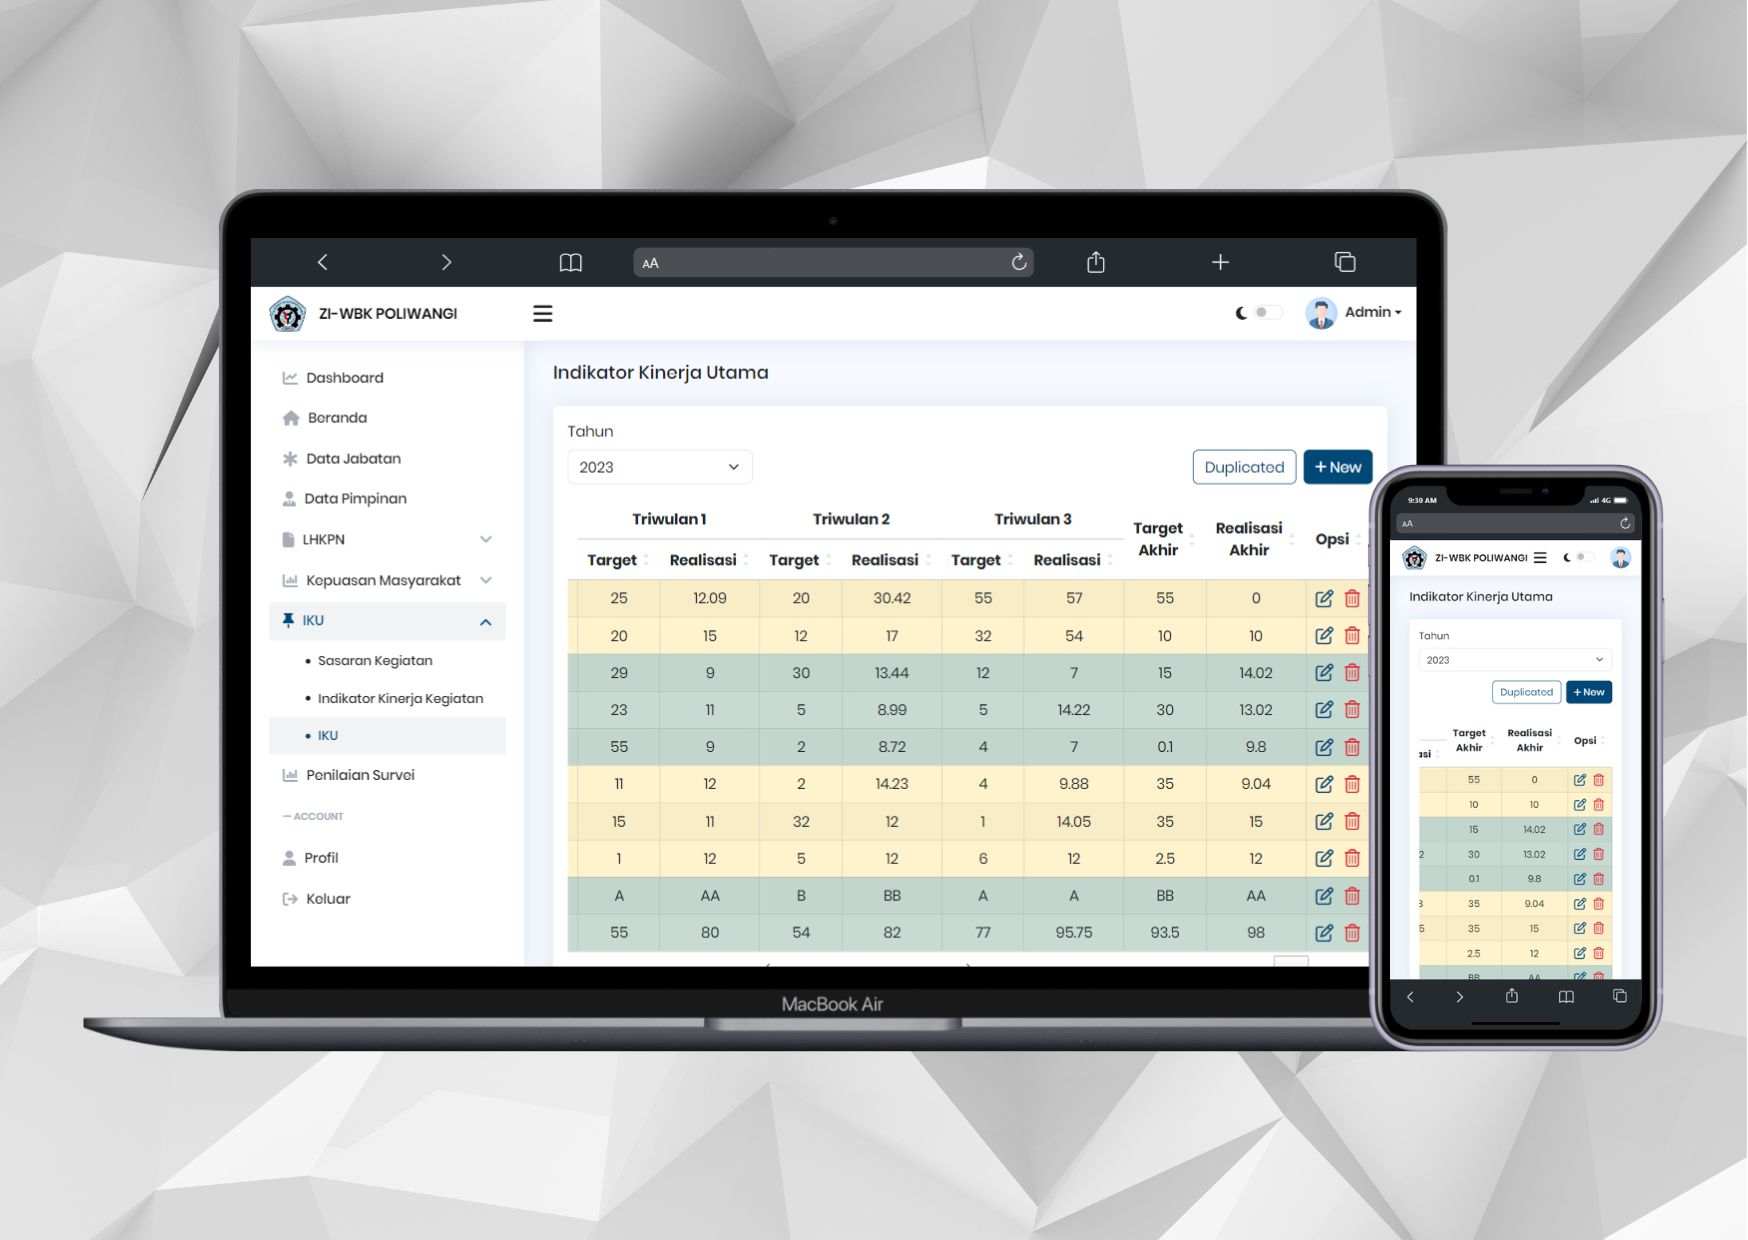 AA
ZI-WBK POLIWANGI
Admin
Dashboard
Beranda
Data Jabatan
Data Pimpinan
LHKPN
Kepuasan Masyarakat
IKU
Sasaran Kegiatan
Indikator Kinerja Kegiatan
IKU
Penilaian Survei
ACCOUNT
Profil
Keluar
Indikator Kinerja Utama
Tahun
2023
Duplicated
+ New
Triwulan 1 Triwulan 2 Triwulan 3 Target Akhir Realisasi Akhir Opsi
Target Realisasi Target Realisasi Target Realisasi
25 12.09 20 30.42 55 57 55 0
20 15 12 17 32 54 10 10
29 9 30 13.44 12 7 15 14.02
23 11 5 8.99 5 14.22 30 13.02
55 9 2 8.72 4 7 0.1 9.8
11 12 2 14.23 4 9.88 35 9.04
15 11 32 12 1 14.05 35 15
1 12 5 12 6 12 2.5 12
A AA B BB A A BB AA
55 80 54 82 77 95.75 93.5 98
MacBook Air
9:30 AM 4G
AA
ZI-WBK POLIWANGI
Indikator Kinerja Utama
Tahun
2023
Duplicated
+ New
asi Target Akhir Realisasi Akhir Opsi
55 0
10 10
15 14.02
2 30 13.02
0.1 9.8
3 35 9.04
5 35 15
2.5 12
BB AA